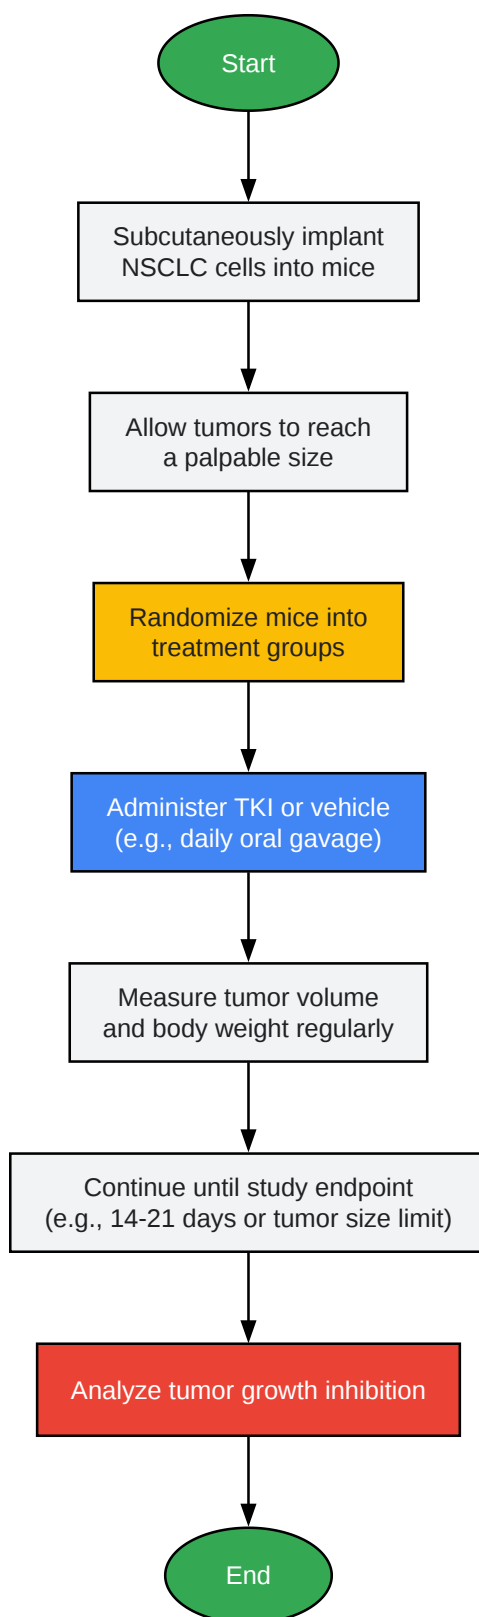 Start
Subcutaneously implant
NSCLC cells into mice
Allow tumors to reach
a palpable size
Randomize mice into
treatment groups
Administer TKI or vehicle
(e.g., daily oral gavage)
Measure tumor volume
and body weight regularly
Continue until study endpoint
(e.g., 14-21 days or tumor size limit)
Analyze tumor growth inhibition
End